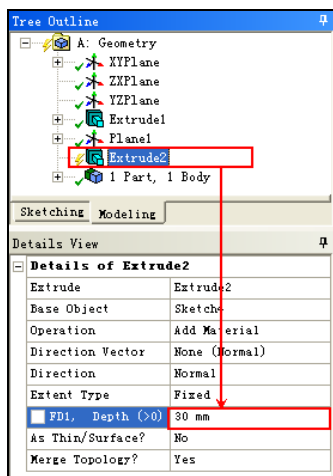 Tree Outline
A: Geometry
XYPlane
ZXPlane
YZPlane
Extrude1
Plane1
Extrude2
1 Part, 1 Body
Sketching Modeling
Details View
Details of Extrude2
Extrude Extrude2
Base Object
Operation Add Material
Direction Vector None (Normal)
Direction Normal
Extent Type Fixed
FD1, Depth (>0) 30 mm
As Thin/Surface? No
Merge Topology? Yes